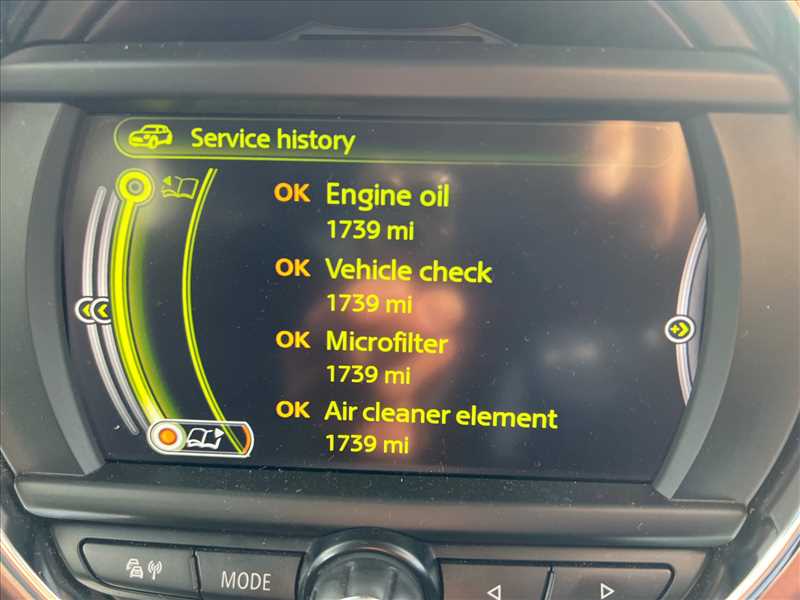 Service history
OK Engine oil
1739 mi
OK Vehicle check
1739 mi
OK Microfilter
1739 mi
OK Air cleaner element
1739 mi
MODE